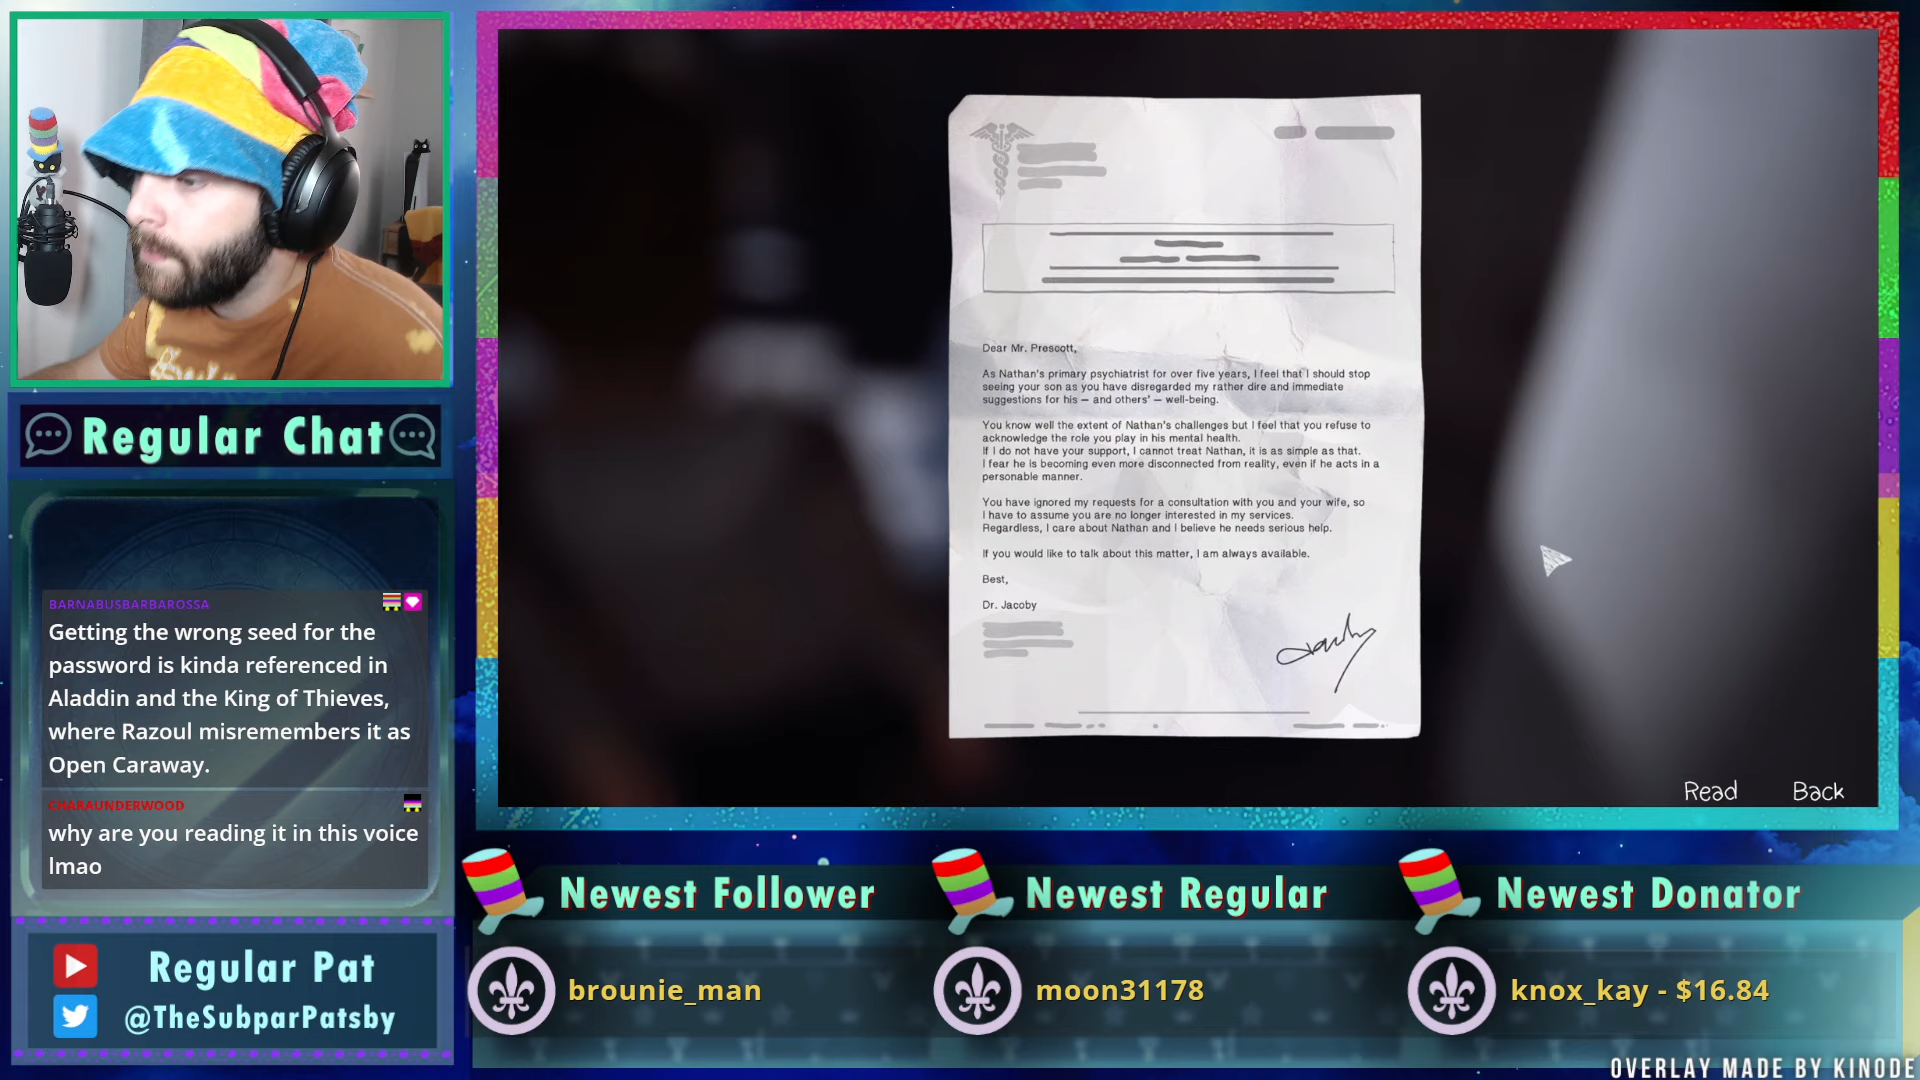 Regular Chat
BARNABUSBARBAROSSA
Getting the wrong seed for the
password is kinda referenced in
Aladdin and the King of Thieves,
where Razoul misremembers it as
Open Caraway.
CHARAUNDERWOOD
why are you reading it in this voice
lmao
Regular Pat
@TheSubparPatsby
Dear Mr. Prescott,
As Nathan's primary psychiatrist for over five years, I feel that I should stop
seeing your son as you have disregarded my rather dire and immediate
suggestions for his – and others' – well-being.
You know well the extent of Nathan's challenges but I feel that you refuse to
acknowledge the role you play in his mental health.
If I do not have your support, I cannot treat Nathan, it is as simple as that.
I fear he is becoming even more disconnected from reality, even if he acts in a
personable manner.
You have ignored my requests for a consultation with you and your wife, so
I have to assume you are no longer interested in my services.
Regardless, I care about Nathan and I believe he needs serious help.
If you would like to talk about this matter, I am always available.
Best,
Dr. Jacoby
Read Back
Newest Follower
brounie_man
Newest Regular
moon31178
Newest Donator
knox_kay - $16.84
OVERLAY MADE BY KINODE